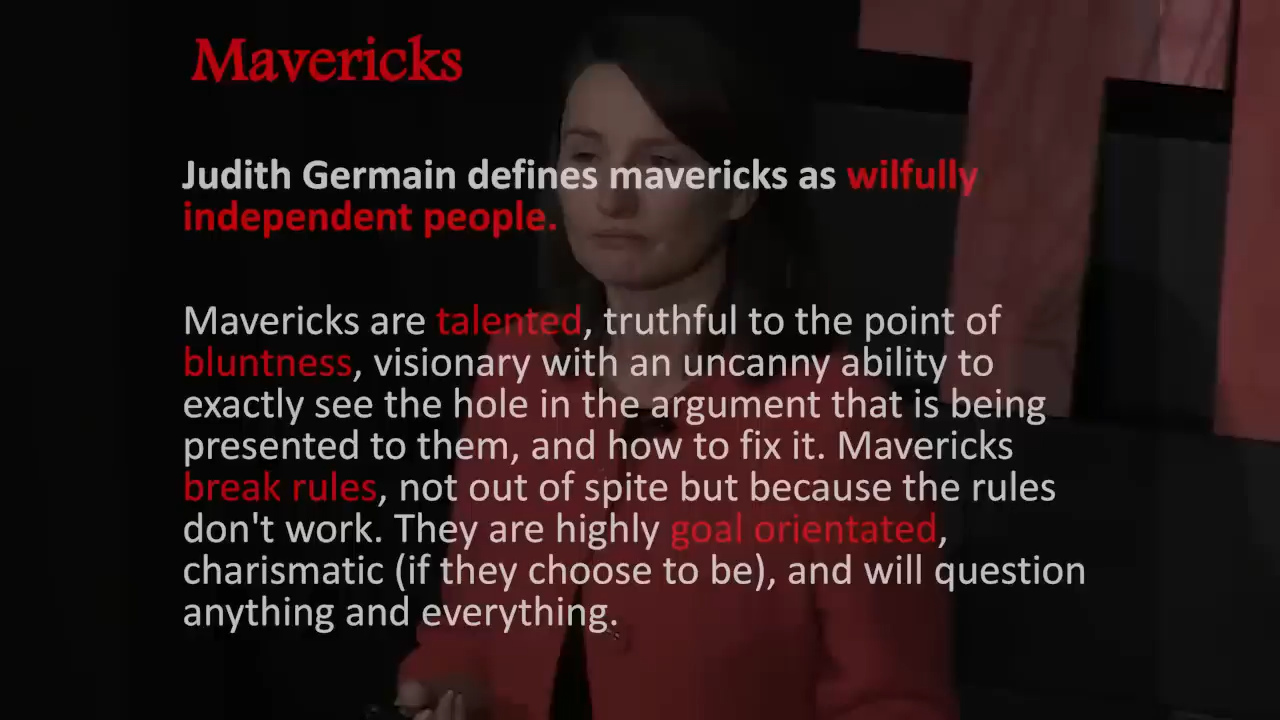 Mavericks
Judith Germain defines mavericks as wilfully
independent people.
Mavericks are talented, truthful to the point of
bluntness, visionary with an uncanny ability to
exactly see the hole in the argument that is being
presented to them, and how to fix it. Mavericks
break rules, not out of spite but because the rules
don't work. They are highly goal orientated,
charismatic (if they choose to be), and will question
anything and everything.